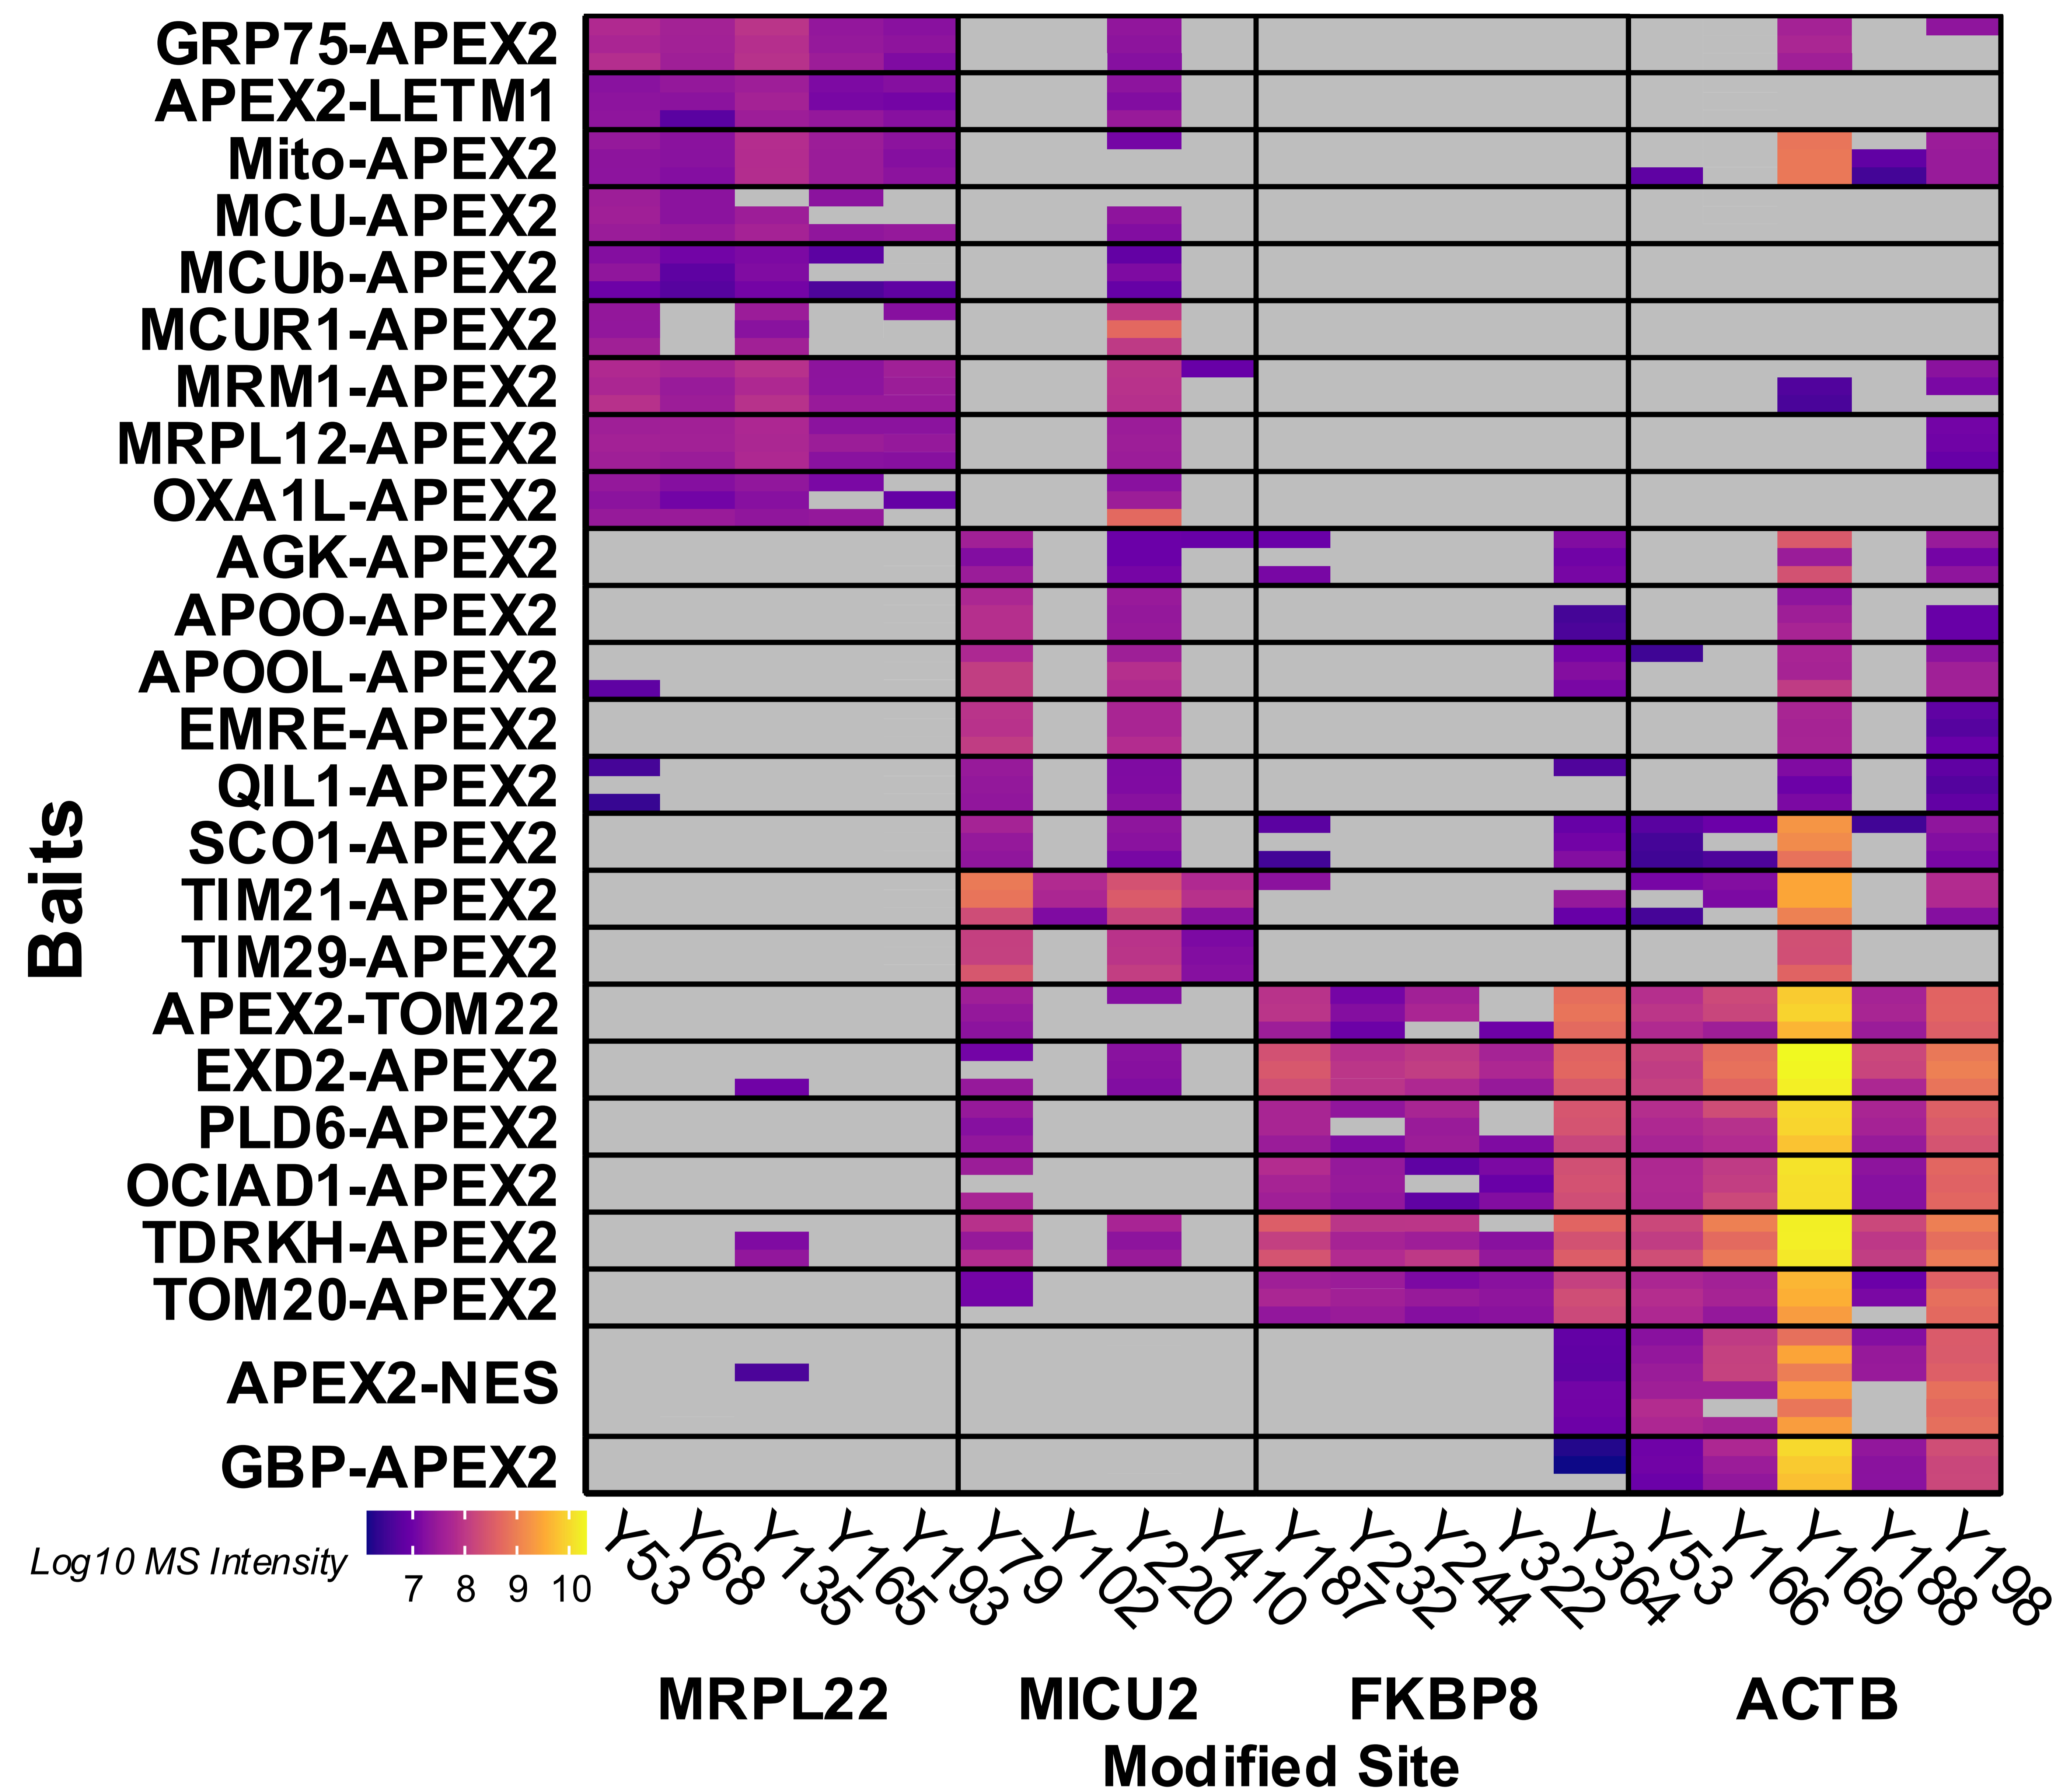 GRP75-APEX2
APEX2-LETM1
Mito-APEX2
MCU-APEX2
MCUb-APEX2
MCUR1-APEX2
MRM1-APEX2
MRPL12-APEX2
OXA1L-APEX2
AGK-APEX2
APOO-APEX2
APOOL-APEX2
EMRE-APEX2
QIL1-APEX2
SCO1-APEX2
TIM21-APEX2
TIM29-APEX2
APEX2-TOM22
EXD2-APEX2
PLD6-APEX2
OCIAD1-APEX2
TDRKH-APEX2
TOM20-APEX2
APEX2-NES
GBP-APEX2
Baits
Log10 MS Intensity
7 8 9 10
Y53 Y68 Y135 Y165 Y193 Y79 Y102 Y220 Y410 Y187 Y232 Y244 Y322 Y364 Y53 Y166 Y169 Y188 Y198
MRPL22 MICU2 FKBP8 ACTB
Modified Site